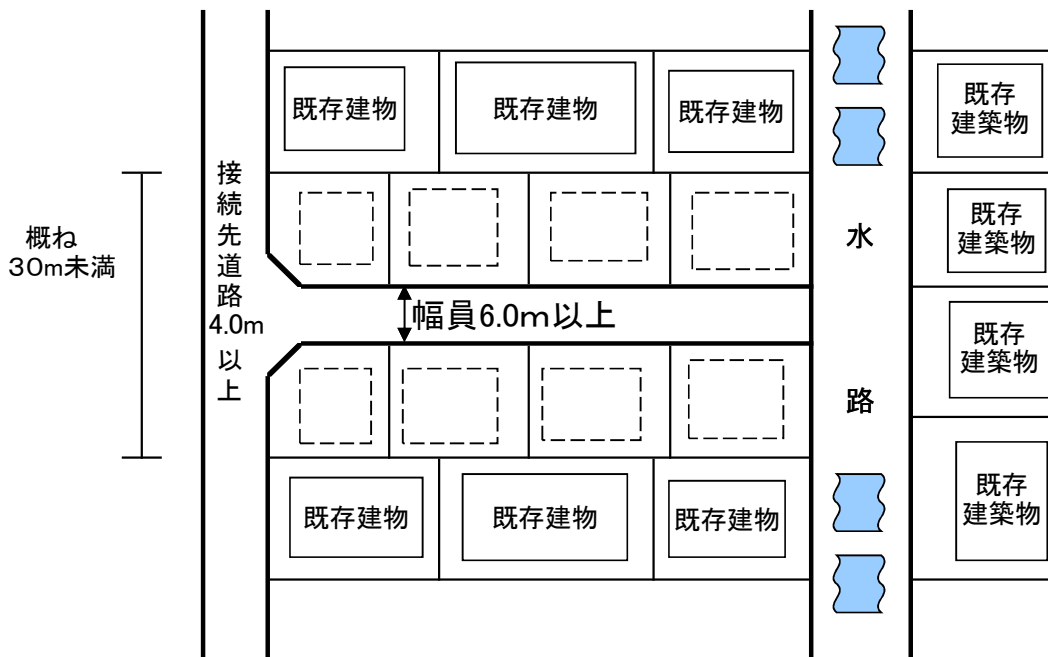 既存建物
既存建物
既存建物
既存
建築物
概ね
30m未満
接続先道路
4.0m
以上
幅員6.0m以上
水路
既存
建築物
既存
建築物
既存
建築物
既存建物
既存建物
既存建物